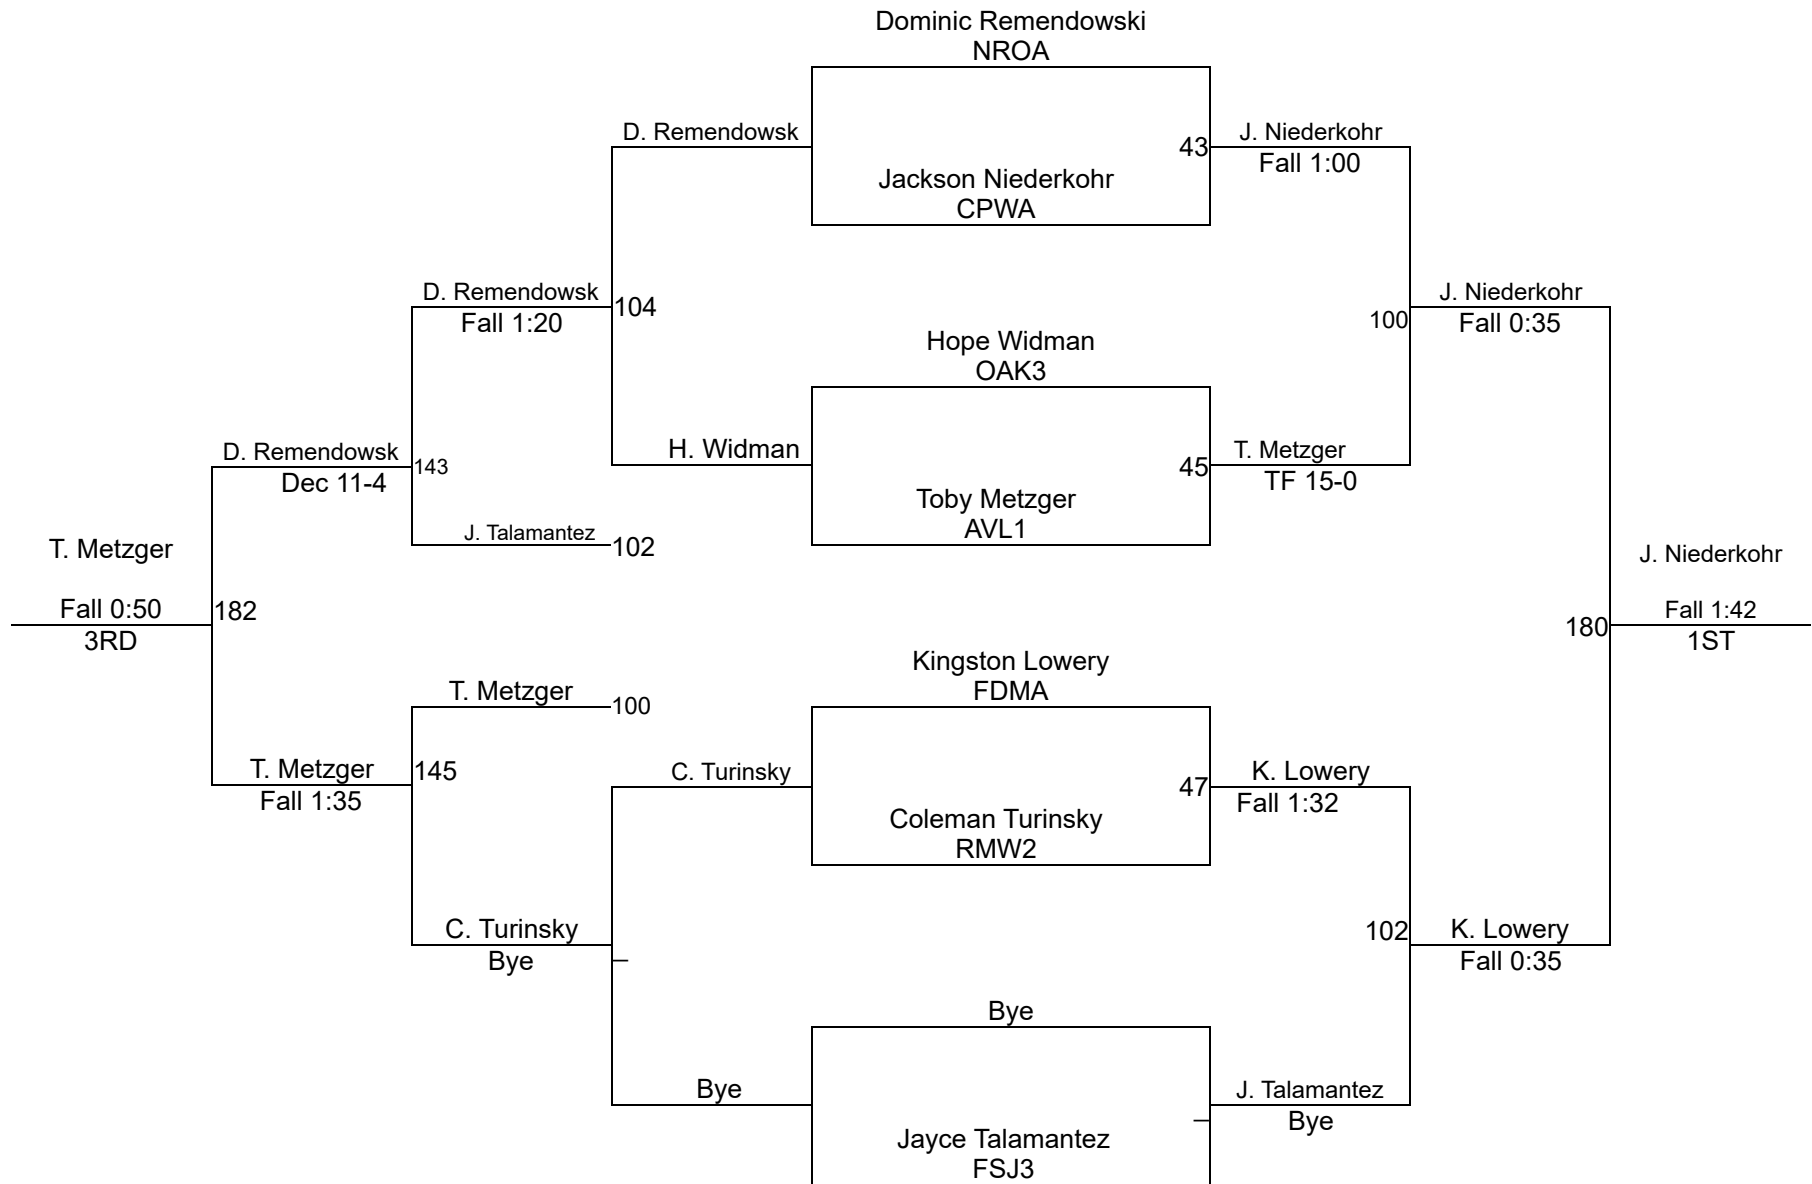 Dominic Remendowski
NROA
D. Remendowsk
43
J. Niederkohr
Fall 1:00
Jackson Niederkohr
CPWA
D. Remendowsk
Fall 1:20
104
100
J. Niederkohr
Fall 0:35
Hope Widman
OAK3
D. Remendowsk
Dec 11-4
143
H. Widman
45
T. Metzger
TF 15-0
Toby Metzger
AVL1
J. Talamantez
102
T. Metzger
Fall 0:50
3RD
182
180
J. Niederkohr
Fall 1:42
1ST
Kingston Lowery
FDMA
T. Metzger
100
T. Metzger
Fall 1:35
145
C. Turinsky
47
K. Lowery
Fall 1:32
Coleman Turinsky
RMW2
C. Turinsky
Bye
102
K. Lowery
Fall 0:35
Bye
Bye
J. Talamantez
Bye
Jayce Talamantez
FSJ3